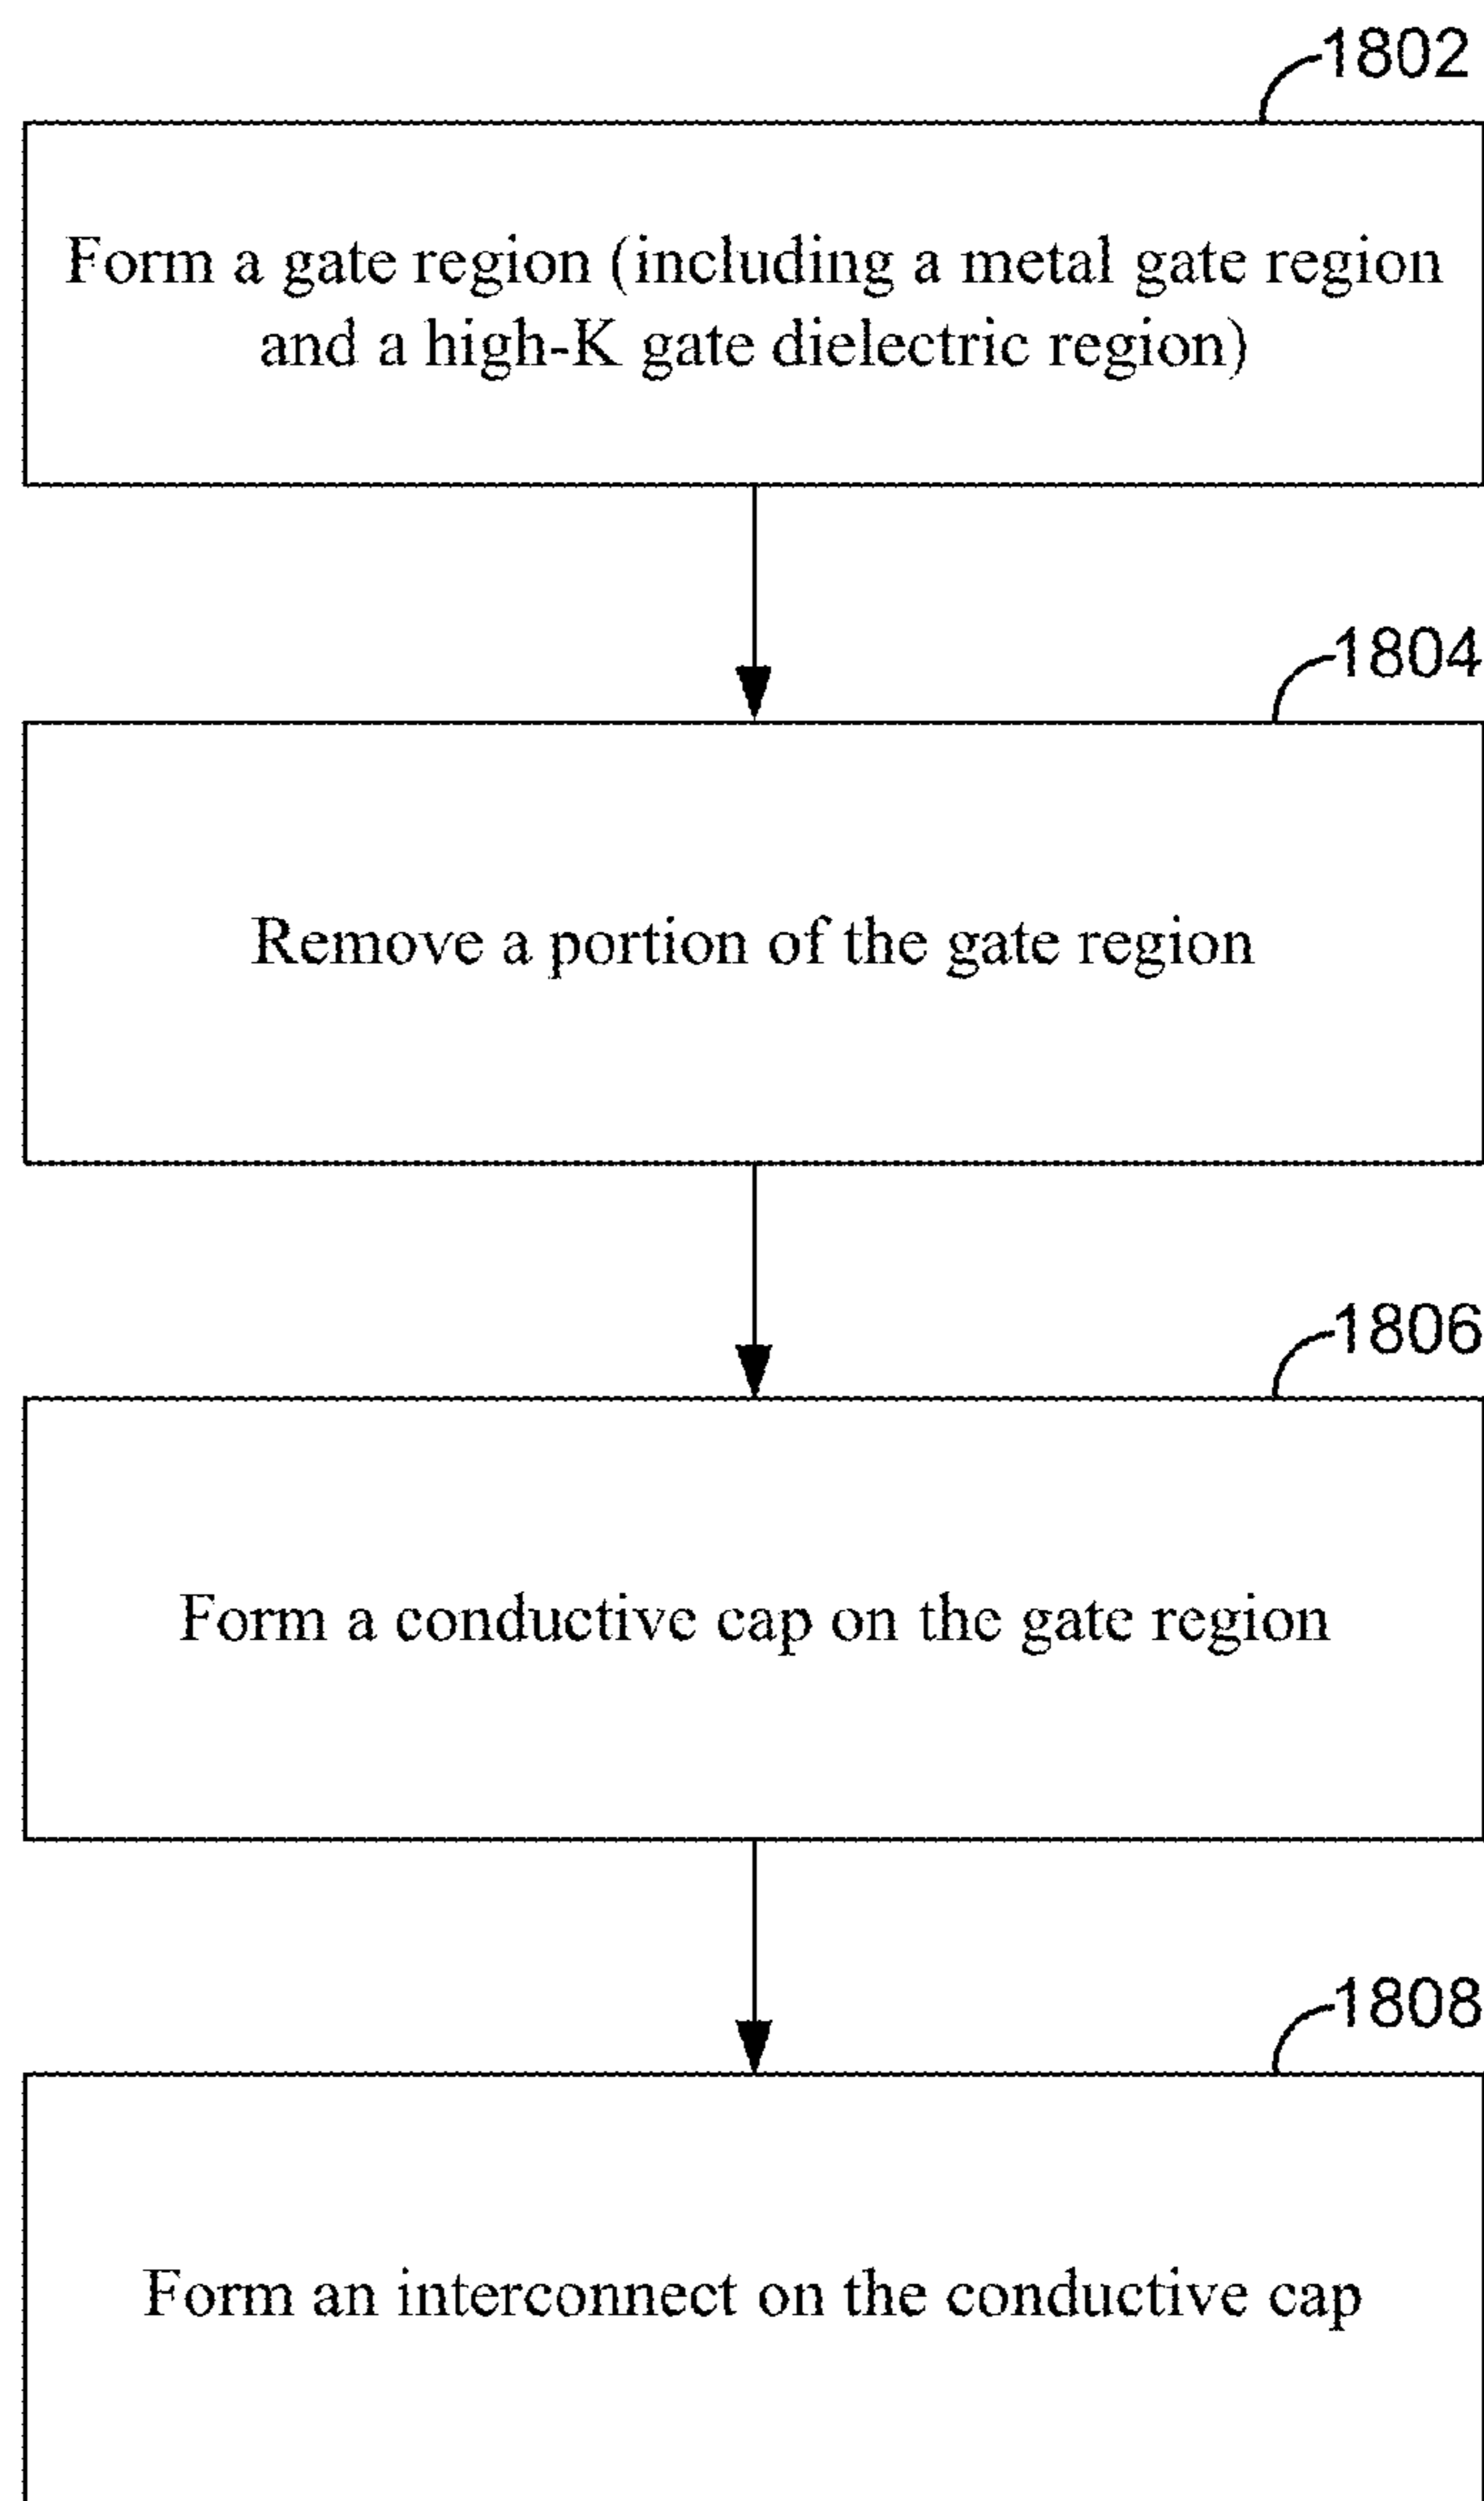 1802
Form a gate region (including a metal gate region
and a high-K gate dielectric region)
1804
Remove a portion of the gate region
1806
Form a conductive cap on the gate region
1808
Form an interconnect on the conductive cap